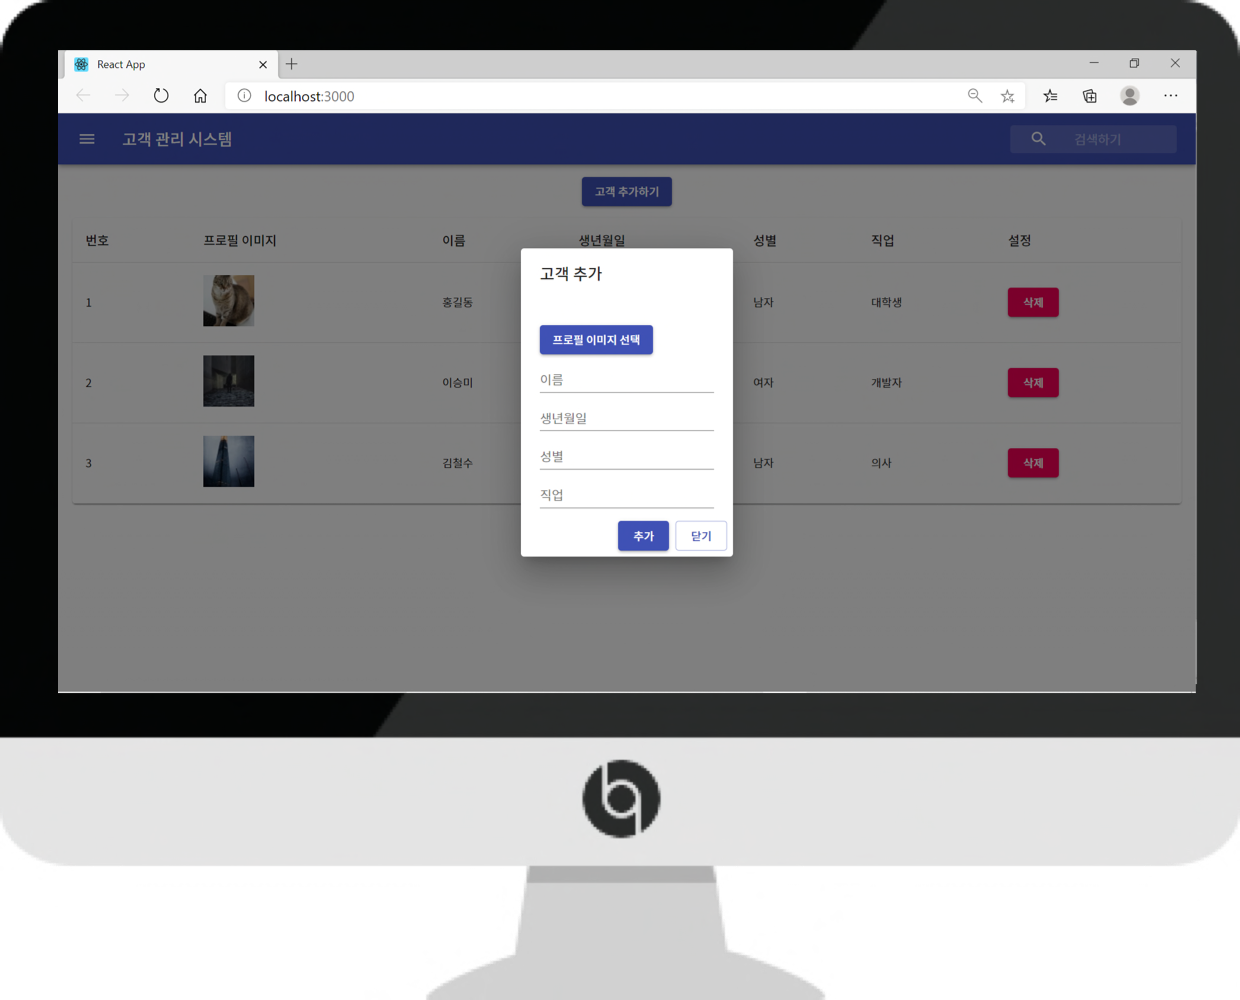 React App
localhost:3000
고객 관리 시스템
검색하기
고객 추가하기
번호 프로필 이미지 이름 생년월일 성별 직업 설정
1 홍길동 남자 대학생 삭제
2 이승미 여자 개발자 삭제
3 김철수 남자 의사 삭제
고객 추가
프로필 이미지 선택
이름
생년월일
성별
직업
추가 닫기